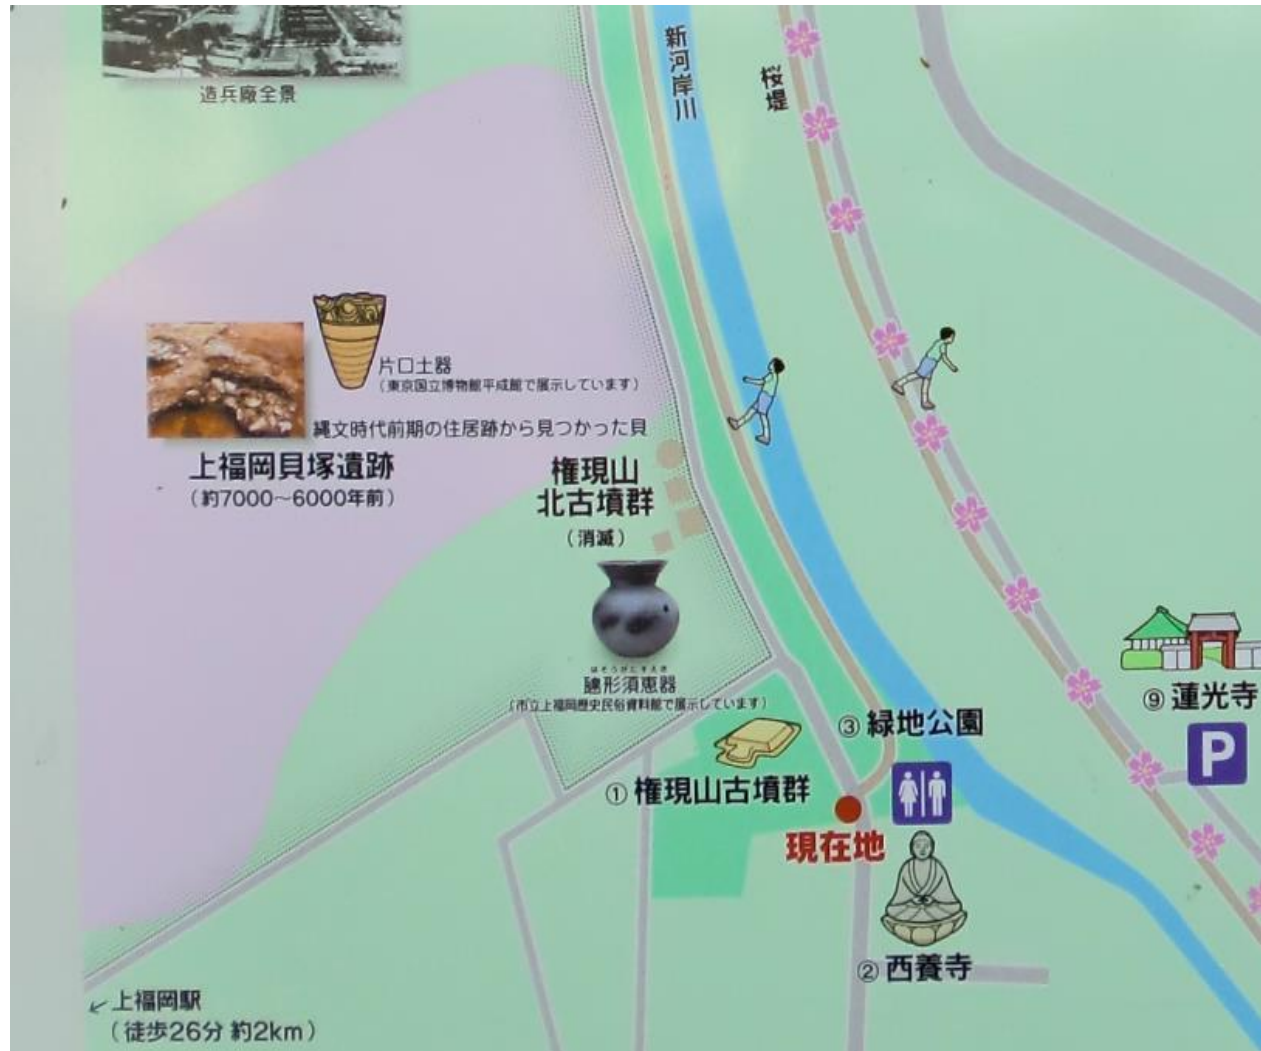 造兵廠全景
新河岸川
桜堤
片口土器
（東京国立博物館平成館で展示しています）
縄文時代前期の住居跡から見つかった貝
上福岡貝塚遺跡
（約7000～6000年前）
権現山
北古墳群
（消滅）
はそうがたすえき
𤭯形須恵器
（市立上福岡歴史民俗資料館で展示しています）
③ 緑地公園
① 権現山古墳群
現在地
② 西養寺
⑨ 蓮光寺
P
上福岡駅
（徒歩26分 約2km）